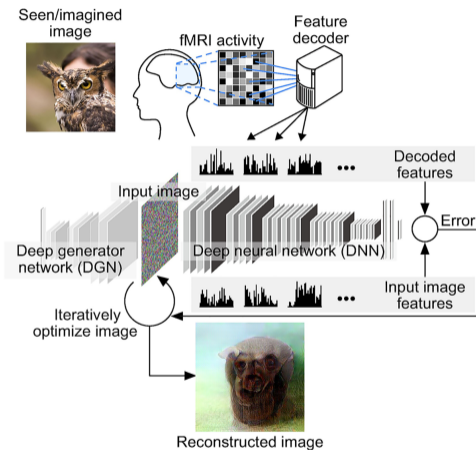 Seen/imagined
image
fMRI activity
Feature
decoder
Decoded
features
Input image
Deep generator
network (DGN)
Deep neural network (DNN)
Error
Input image
features
Iteratively
optimize image
Reconstructed image